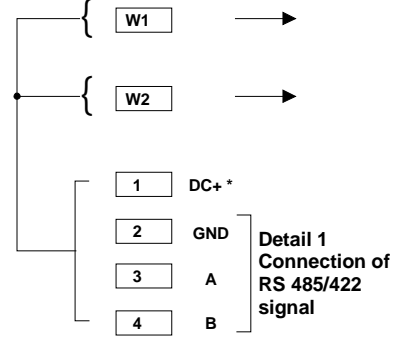 W1
W2
1 DC+ *
2 GND
3 A
4 B
Detail 1
Connection of
RS 485/422
signal